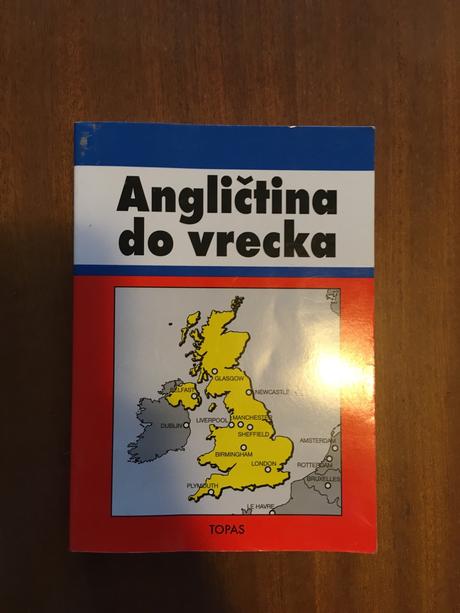 Angličtina
do vrecka
GLASGOW
BELFAST
NEWCASTLE
DUBLIN
LIVERPOOL
MANCHESTER
SHEFFIELD
BIRMINGHAM
LONDON
PLYMOUTH
AMSTERDAM
ROTTERDAM
BRUXELLES
LE HAVRE
TOPAS